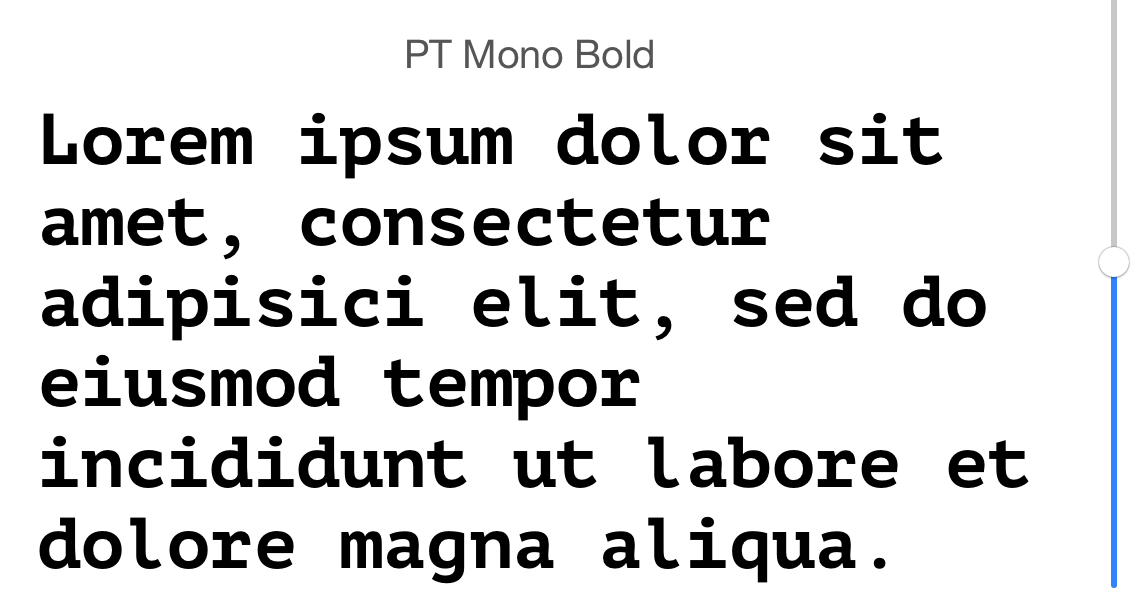 PT Mono Bold
Lorem ipsum dolor sit
amet, consectetur
adipisici elit, sed do
eiusmod tempor
incididunt ut labore et
dolore magna aliqua.